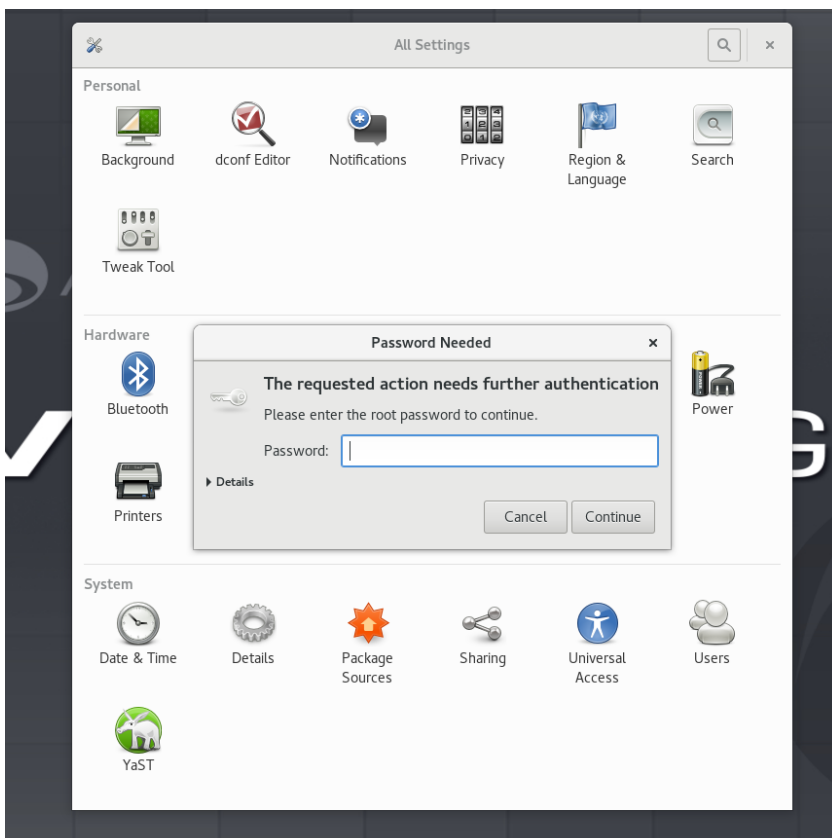 All Settings
Personal
Background
dconf Editor
Notifications
Privacy
Region &
Language
Search
Tweak Tool
Hardware
Bluetooth
Power
Printers
Password Needed
The requested action needs further authentication
Please enter the root password to continue.
Password:
Details
Cancel
Continue
System
Date & Time
Details
Package
Sources
Sharing
Universal
Access
Users
YaST